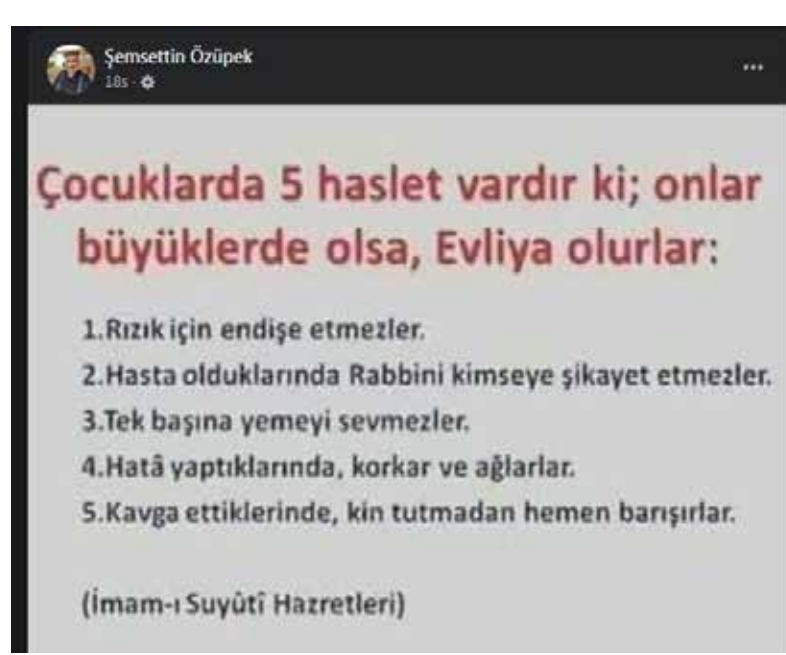 Şemsettin Özüpek
18s
Çocuklarda 5 haslet vardır ki; onlar
büyüklerde olsa, Evliya olurlar:
1.Rızık için endişe etmezler.
2.Hasta olduklarında Rabbini kimseye şikayet etmezler.
3.Tek başına yemeyi sevmezler.
4.Hatâ yaptıklarında, korkar ve ağlarlar.
5.Kavga ettiklerinde, kin tutmadan hemen barışırlar.
(İmam-ı Suyûtî Hazretleri)